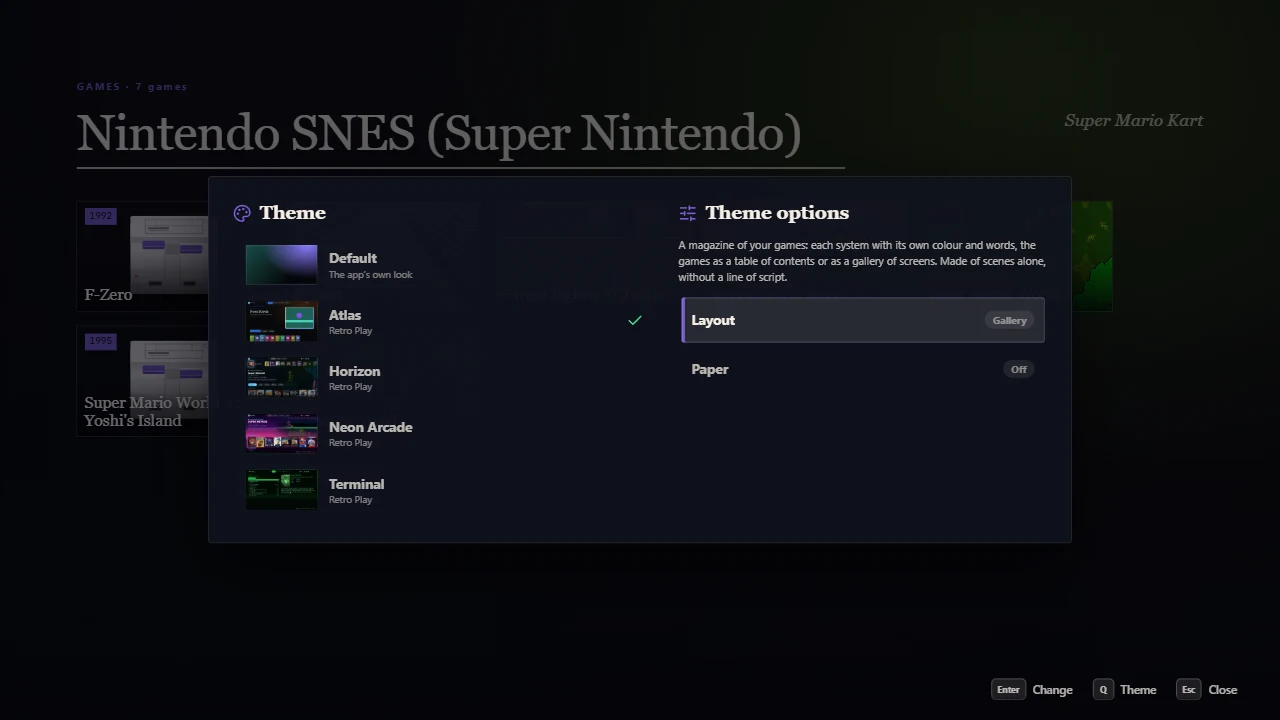 GAMES · 7 games
Nintendo SNES (Super Nintendo)
Super Mario Kart
1992
F-Zero
1995
Super Mario Worl
Yoshi's Island
Theme
Default
The app's own look
Atlas
Retro Play
Horizon
Retro Play
Neon Arcade
Retro Play
Terminal
Retro Play
Theme options
A magazine of your games: each system with its own colour and words, the
games as a table of contents or as a gallery of screens. Made of scenes alone,
without a line of script.
Layout
Gallery
Paper
Off
Enter Change
Q Theme
Esc Close